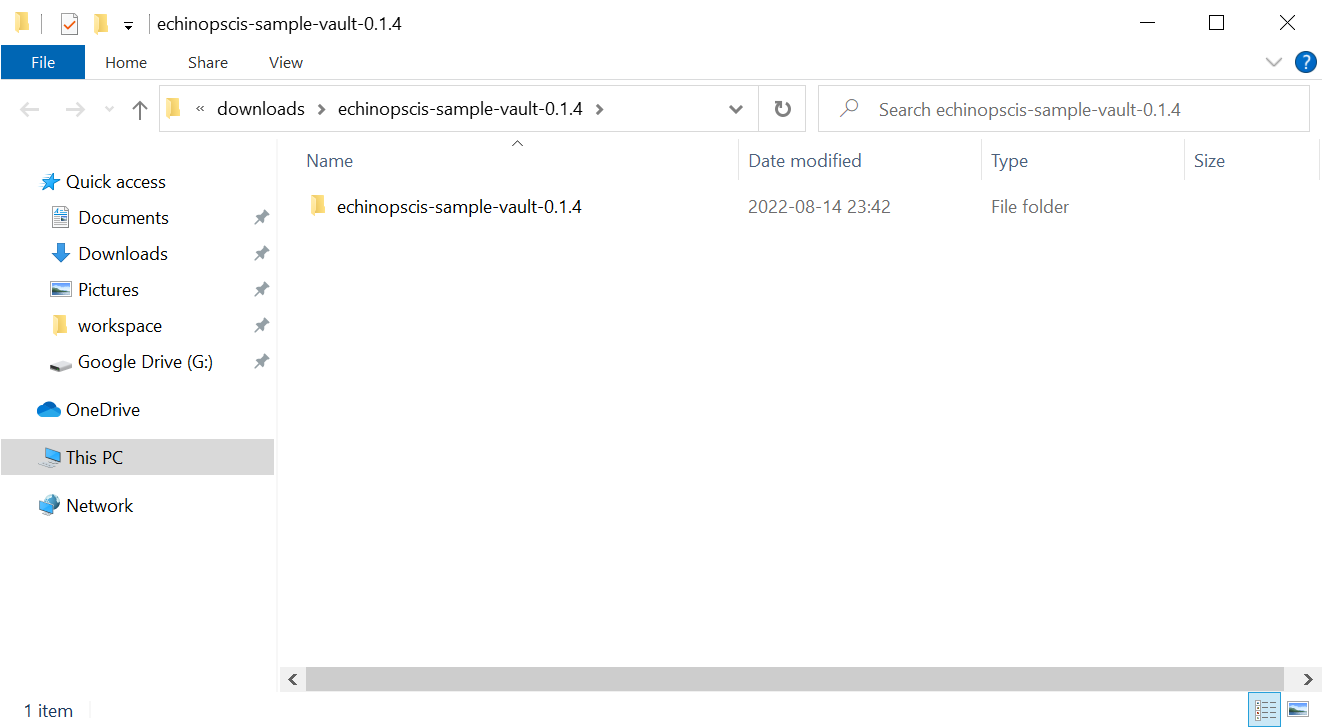 echinopscis-sample-vault-0.1.4
File Home Share View ?
« downloads > echinopscis-sample-vault-0.1.4 > Search echinopscis-sample-vault-0.1.4
Name Date modified Type Size
echinopscis-sample-vault-0.1.4 2022-08-14 23:42 File folder
Quick access
Documents
Downloads
Pictures
workspace
Google Drive (G:)
OneDrive
This PC
Network
1 item